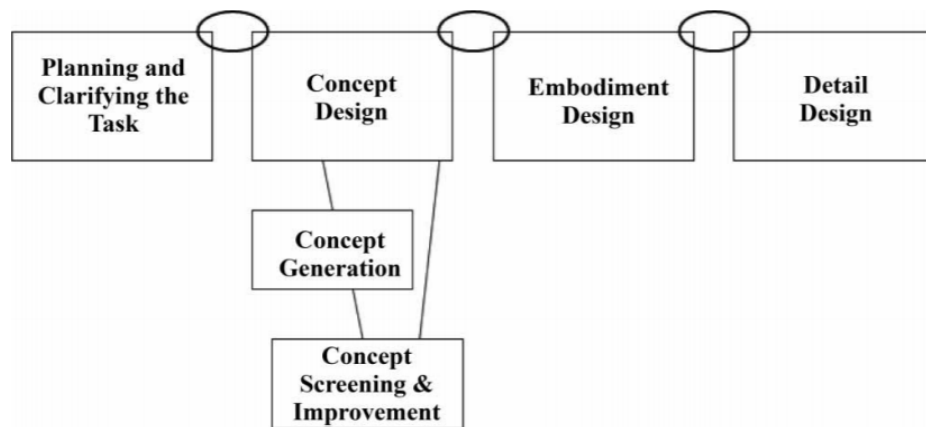 Planning and
Clarifying the
Task
Concept
Design
Embodiment
Design
Detail
Design
Concept
Generation
Concept
Screening &
Improvement